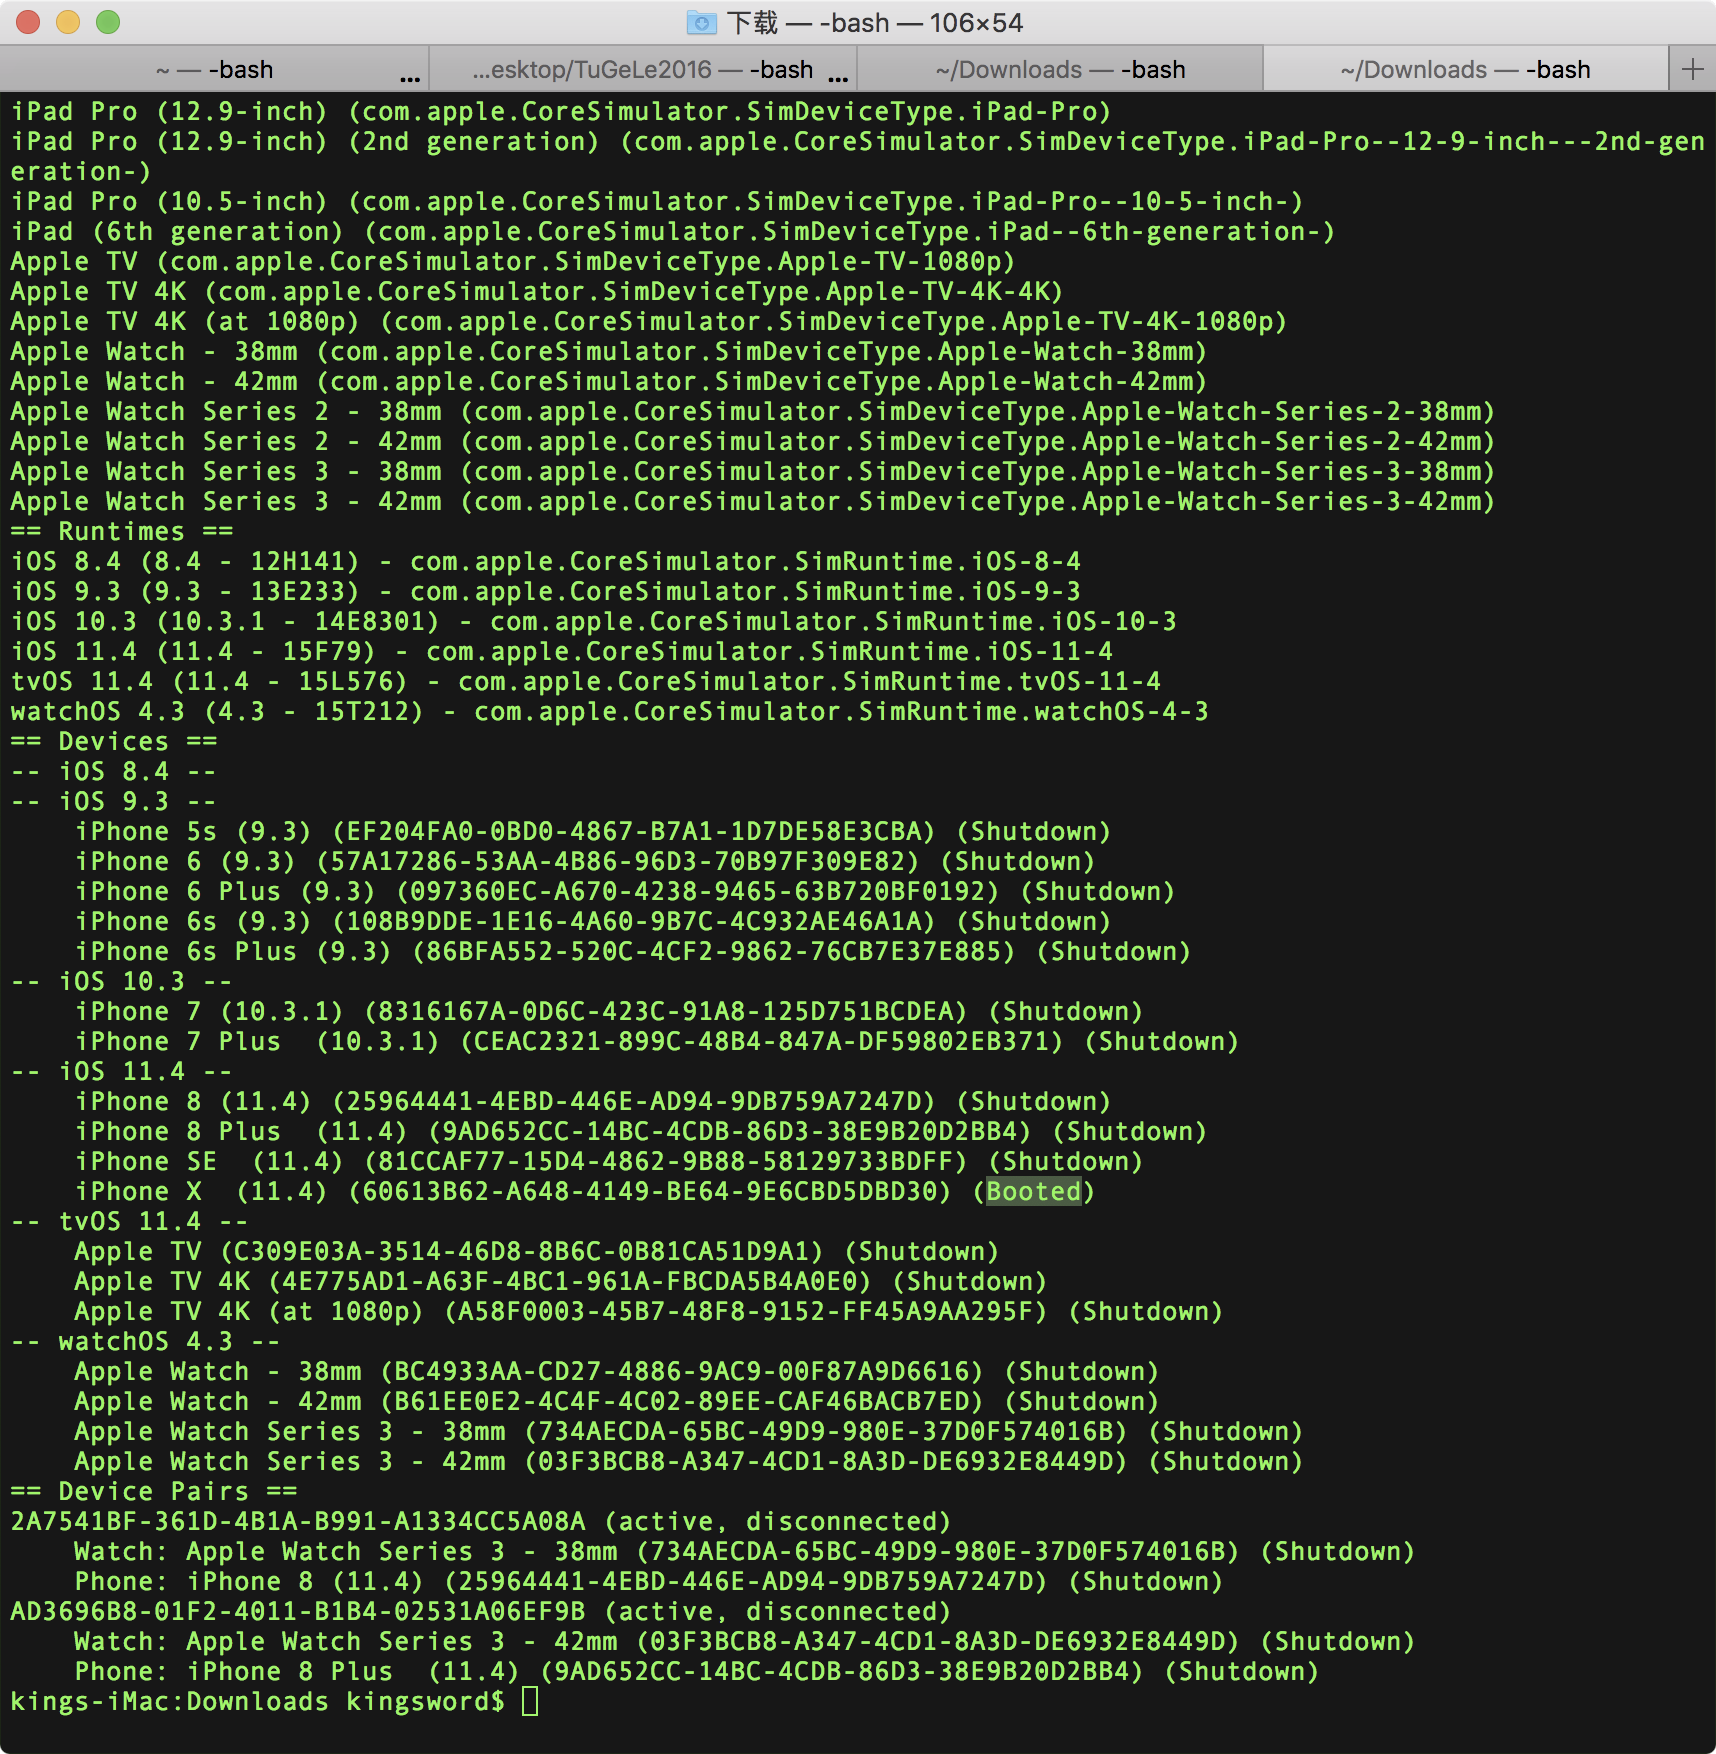 下载 — -bash — 106×54
~ — -bash ...
...esktop/TuGeLe2016 — -bash ...
~/Downloads — -bash
~/Downloads — -bash
+
iPad Pro (12.9-inch) (com.apple.CoreSimulator.SimDeviceType.iPad-Pro)
iPad Pro (12.9-inch) (2nd generation) (com.apple.CoreSimulator.SimDeviceType.iPad-Pro--12-9-inch---2nd-gen
eration-)
iPad Pro (10.5-inch) (com.apple.CoreSimulator.SimDeviceType.iPad-Pro--10-5-inch-)
iPad (6th generation) (com.apple.CoreSimulator.SimDeviceType.iPad--6th-generation-)
Apple TV (com.apple.CoreSimulator.SimDeviceType.Apple-TV-1080p)
Apple TV 4K (com.apple.CoreSimulator.SimDeviceType.Apple-TV-4K-4K)
Apple TV 4K (at 1080p) (com.apple.CoreSimulator.SimDeviceType.Apple-TV-4K-1080p)
Apple Watch - 38mm (com.apple.CoreSimulator.SimDeviceType.Apple-Watch-38mm)
Apple Watch - 42mm (com.apple.CoreSimulator.SimDeviceType.Apple-Watch-42mm)
Apple Watch Series 2 - 38mm (com.apple.CoreSimulator.SimDeviceType.Apple-Watch-Series-2-38mm)
Apple Watch Series 2 - 42mm (com.apple.CoreSimulator.SimDeviceType.Apple-Watch-Series-2-42mm)
Apple Watch Series 3 - 38mm (com.apple.CoreSimulator.SimDeviceType.Apple-Watch-Series-3-38mm)
Apple Watch Series 3 - 42mm (com.apple.CoreSimulator.SimDeviceType.Apple-Watch-Series-3-42mm)
== Runtimes ==
iOS 8.4 (8.4 - 12H141) - com.apple.CoreSimulator.SimRuntime.iOS-8-4
iOS 9.3 (9.3 - 13E233) - com.apple.CoreSimulator.SimRuntime.iOS-9-3
iOS 10.3 (10.3.1 - 14E8301) - com.apple.CoreSimulator.SimRuntime.iOS-10-3
iOS 11.4 (11.4 - 15F79) - com.apple.CoreSimulator.SimRuntime.iOS-11-4
tvOS 11.4 (11.4 - 15L576) - com.apple.CoreSimulator.SimRuntime.tvOS-11-4
watchOS 4.3 (4.3 - 15T212) - com.apple.CoreSimulator.SimRuntime.watchOS-4-3
== Devices ==
-- iOS 8.4 --
-- iOS 9.3 --
    iPhone 5s (9.3) (EF204FA0-0BD0-4867-B7A1-1D7DE58E3CBA) (Shutdown)
    iPhone 6 (9.3) (57A17286-53AA-4B86-96D3-70B97F309E82) (Shutdown)
    iPhone 6 Plus (9.3) (097360EC-A670-4238-9465-63B720BF0192) (Shutdown)
    iPhone 6s (9.3) (108B9DDE-1E16-4A60-9B7C-4C932AE46A1A) (Shutdown)
    iPhone 6s Plus (9.3) (86BFA552-520C-4CF2-9862-76CB7E37E885) (Shutdown)
-- iOS 10.3 --
    iPhone 7 (10.3.1) (8316167A-0D6C-423C-91A8-125D751BCDEA) (Shutdown)
    iPhone 7 Plus  (10.3.1) (CEAC2321-899C-48B4-847A-DF59802EB371) (Shutdown)
-- iOS 11.4 --
    iPhone 8 (11.4) (25964441-4EBD-446E-AD94-9DB759A7247D) (Shutdown)
    iPhone 8 Plus  (11.4) (9AD652CC-14BC-4CDB-86D3-38E9B20D2BB4) (Shutdown)
    iPhone SE  (11.4) (81CCAF77-15D4-4862-9B88-58129733BDFF) (Shutdown)
    iPhone X  (11.4) (60613B62-A648-4149-BE64-9E6CBD5DBD30) (Booted)
-- tvOS 11.4 --
    Apple TV (C309E03A-3514-46D8-8B6C-0B81CA51D9A1) (Shutdown)
    Apple TV 4K (4E775AD1-A63F-4BC1-961A-FBCDA5B4A0E0) (Shutdown)
    Apple TV 4K (at 1080p) (A58F0003-45B7-48F8-9152-FF45A9AA295F) (Shutdown)
-- watchOS 4.3 --
    Apple Watch - 38mm (BC4933AA-CD27-4886-9AC9-00F87A9D6616) (Shutdown)
    Apple Watch - 42mm (B61EE0E2-4C4F-4C02-89EE-CAF46BACB7ED) (Shutdown)
    Apple Watch Series 3 - 38mm (734AECDA-65BC-49D9-980E-37D0F574016B) (Shutdown)
    Apple Watch Series 3 - 42mm (03F3BCB8-A347-4CD1-8A3D-DE6932E8449D) (Shutdown)
== Device Pairs ==
2A7541BF-361D-4B1A-B991-A1334CC5A08A (active, disconnected)
    Watch: Apple Watch Series 3 - 38mm (734AECDA-65BC-49D9-980E-37D0F574016B) (Shutdown)
    Phone: iPhone 8 (11.4) (25964441-4EBD-446E-AD94-9DB759A7247D) (Shutdown)
AD3696B8-01F2-4011-B1B4-02531A06EF9B (active, disconnected)
    Watch: Apple Watch Series 3 - 42mm (03F3BCB8-A347-4CD1-8A3D-DE6932E8449D) (Shutdown)
    Phone: iPhone 8 Plus  (11.4) (9AD652CC-14BC-4CDB-86D3-38E9B20D2BB4) (Shutdown)
kings-iMac:Downloads kingsword$